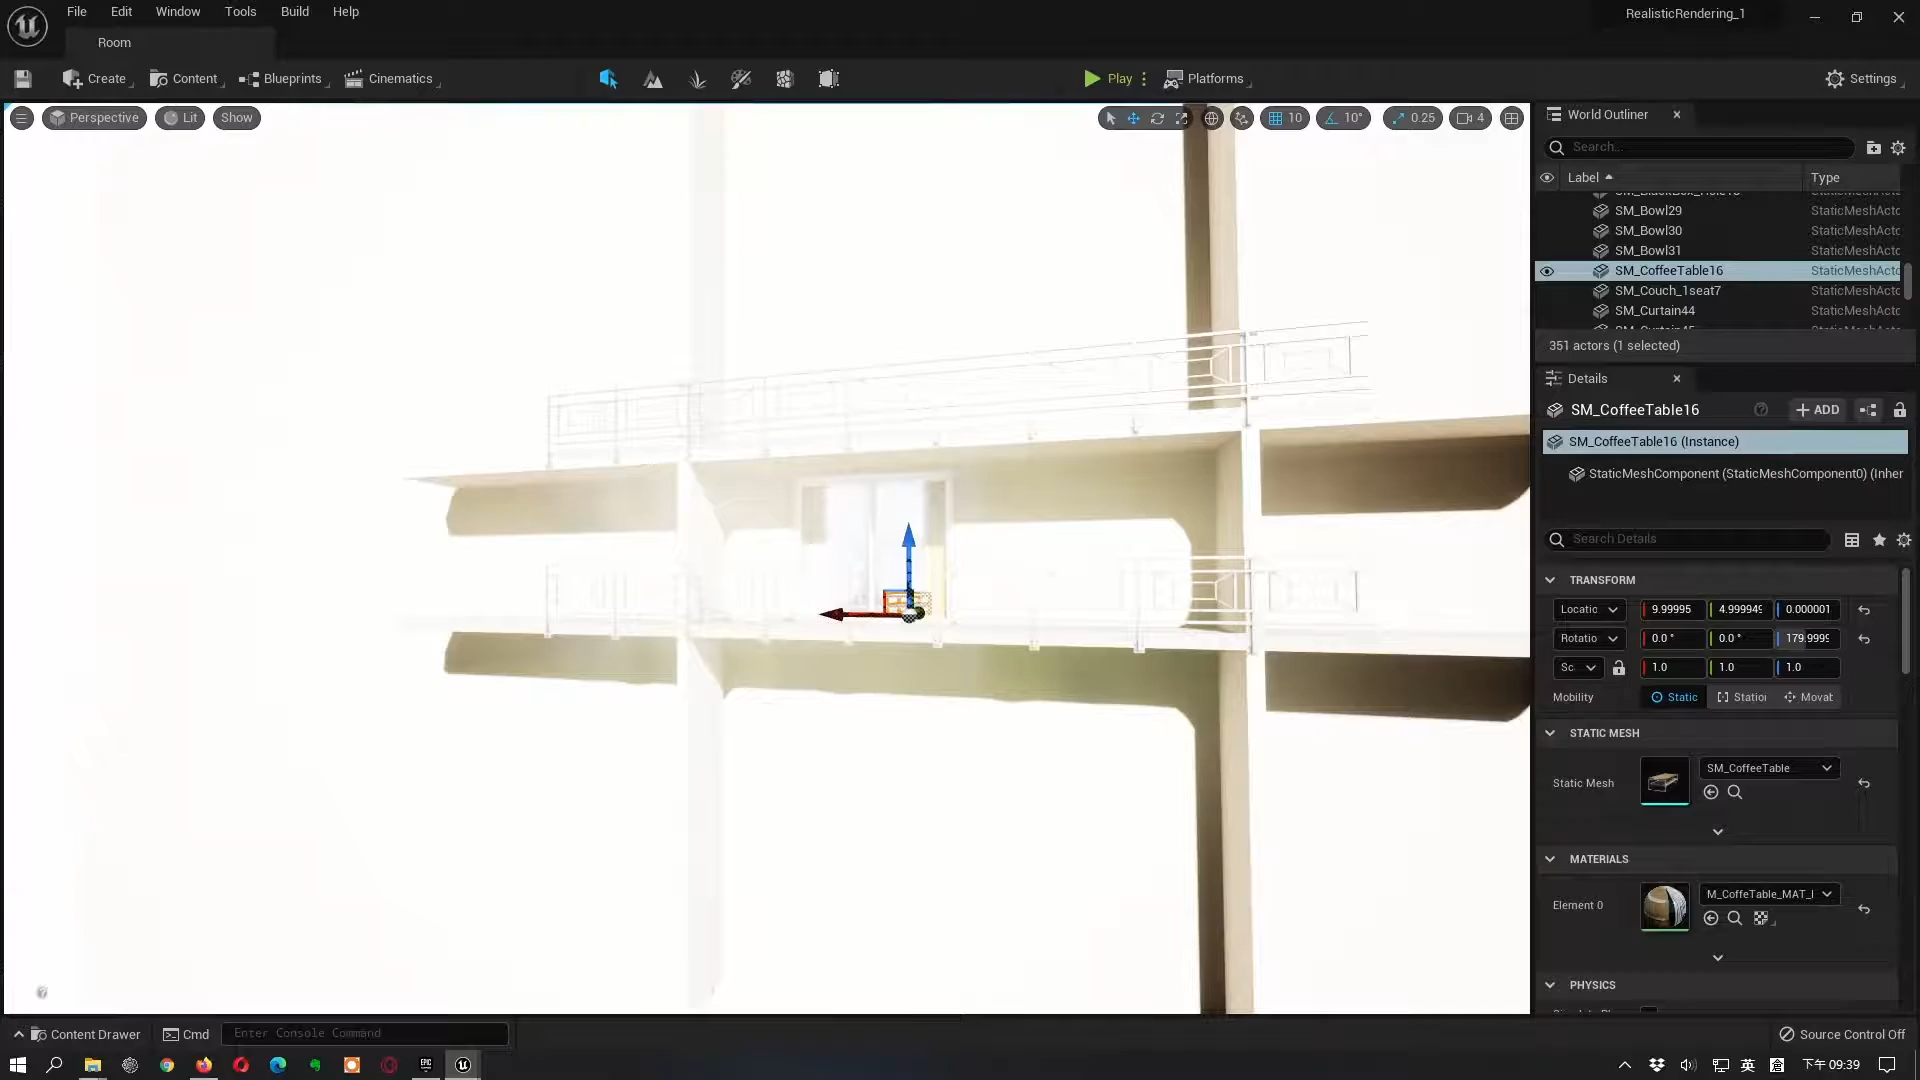 File Edit Window Tools Build Help
RealisticRendering_1
Room
Create Content Blueprints Cinematics
Play Platforms
Settings
Perspective Lit Show
10 10° 0.25 4
World Outliner
Search...
Label Type
SM_Bowl29 StaticMeshActo
SM_Bowl30 StaticMeshActo
SM_Bowl31 StaticMeshActo
SM_CoffeeTable16 StaticMeshActo
SM_Couch_1seat7 StaticMeshActo
SM_Curtain44 StaticMeshActo
351 actors (1 selected)
Details
SM_CoffeeTable16
ADD
SM_CoffeeTable16 (Instance)
StaticMeshComponent (StaticMeshComponent0) (Inher
Search Details
TRANSFORM
Locatio 9.99995 4.999949 0.000001
Rotatio 0.0 ° 0.0 ° 179.9999
Sc 1.0 1.0 1.0
Mobility Static Station Movab
STATIC MESH
Static Mesh SM_CoffeeTable
MATERIALS
Element 0 M_CoffeTable_MAT_I
PHYSICS
Content Drawer Cmd Enter Console Command
Source Control Off
英 下午 09:39